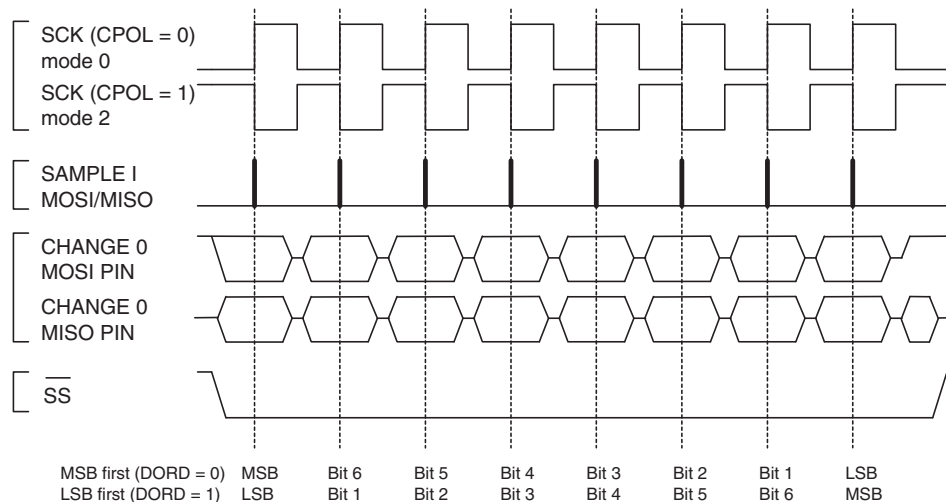 SCK (CPOL = 0)
mode 0
SCK (CPOL = 1)
mode 2
SAMPLE I
MOSI/MISO
CHANGE 0
MOSI PIN
CHANGE 0
MISO PIN
SS
MSB first (DORD = 0) MSB Bit 6 Bit 5 Bit 4 Bit 3 Bit 2 Bit 1 LSB
LSB first (DORD = 1) LSB Bit 1 Bit 2 Bit 3 Bit 4 Bit 5 Bit 6 MSB